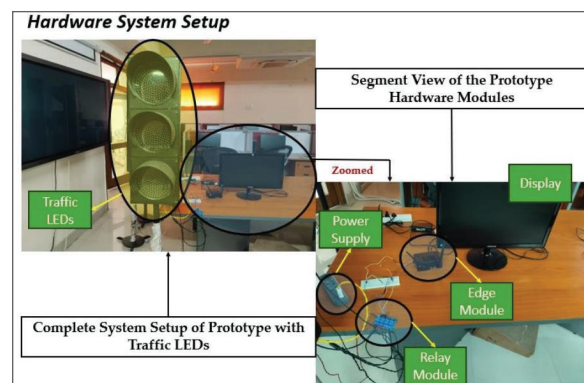 Hardware System Setup
Segment View of the Prototype
Hardware Modules
Traffic
LEDs
Zoomed
Display
Power
Supply
Edge
Module
Relay
Module
Complete System Setup of Prototype with
Traffic LEDs